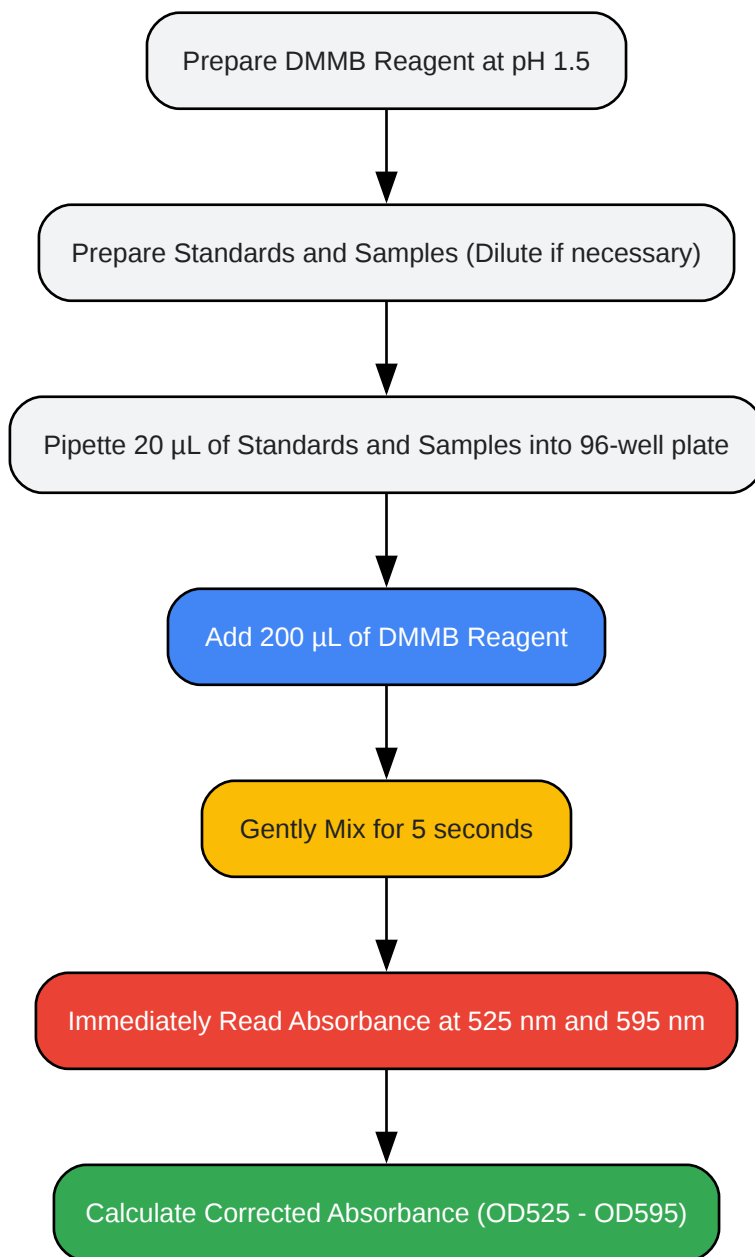 Prepare DMMB Reagent at pH 1.5
Prepare Standards and Samples (Dilute if necessary)
Pipette 20 µL of Standards and Samples into 96-well plate
Add 200 µL of DMMB Reagent
Gently Mix for 5 seconds
Immediately Read Absorbance at 525 nm and 595 nm
Calculate Corrected Absorbance (OD525 - OD595)